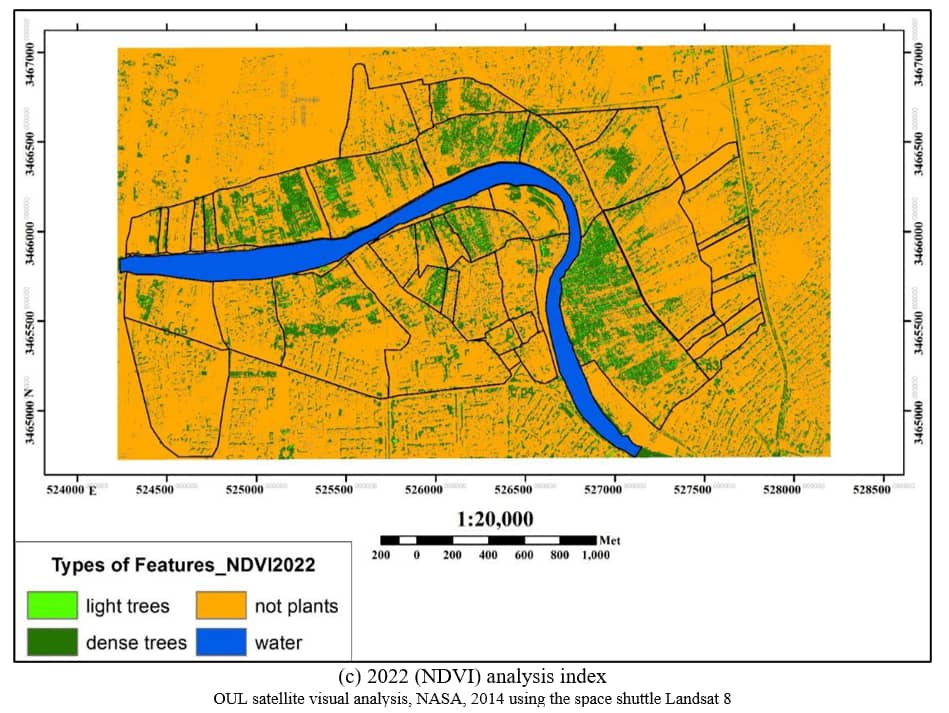 3467000
3467000
3466500
3466500
3466000
3466000
3465500
3465500
3465000 N
3465000
524000 E 524500 525000 525500 526000 526500 527000 527500 528000 528500
1:20,000
Met
200 0 200 400 600 800 1,000
Types of Features_NDVI2022
light trees not plants
dense trees water
(c) 2022 (NDVI) analysis index
OUL satellite visual analysis, NASA, 2014 using the space shuttle Landsat 8